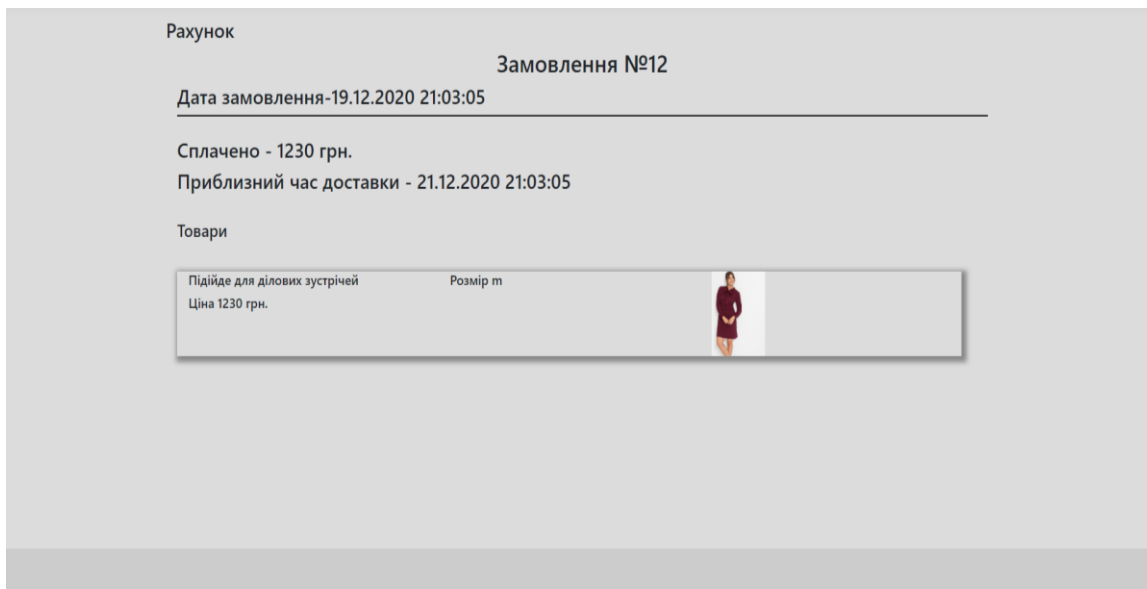 Рахунок
Замовлення №12
Дата замовлення-19.12.2020 21:03:05
Сплачено - 1230 грн.
Приблизний час доставки - 21.12.2020 21:03:05
Товари
Підійде для ділових зустрічей Розмір m
Ціна 1230 грн.